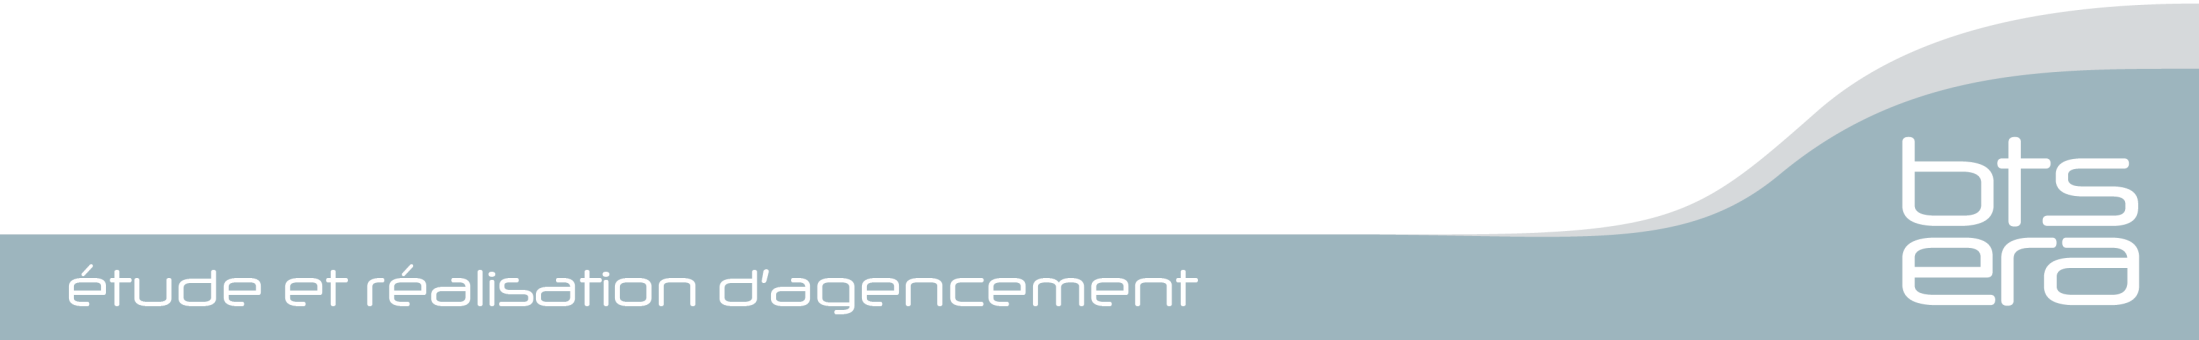 étude et réalisation d'agencement
bts
era